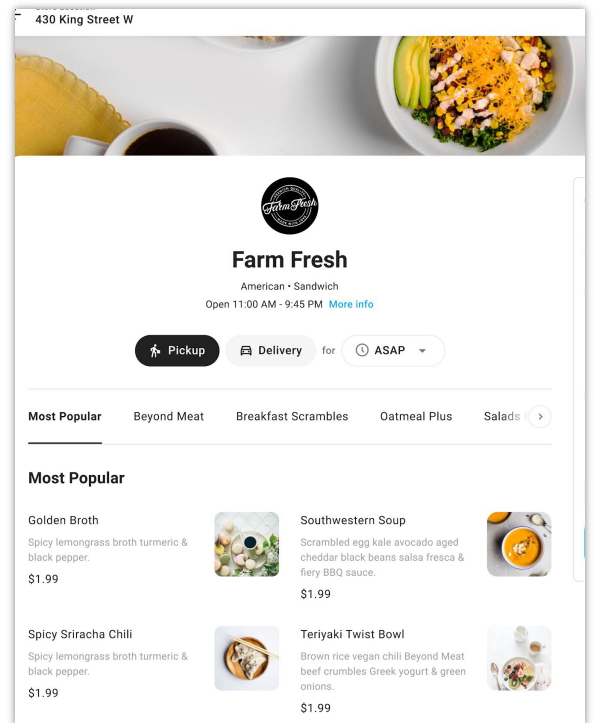 430 King Street W
Farm Fresh
Farm Fresh
American • Sandwich
Open 11:00 AM - 9:45 PM More info
Pickup
Delivery
for
ASAP
Most Popular
Beyond Meat
Breakfast Scrambles
Oatmeal Plus
Salads
Most Popular
Golden Broth
Spicy lemongrass broth turmeric &
black pepper.
$1.99
Southwestern Soup
Scrambled egg kale avocado aged
cheddar black beans salsa fresca &
fiery BBQ sauce.
$1.99
Spicy Sriracha Chili
Spicy lemongrass broth turmeric &
black pepper.
$1.99
Teriyaki Twist Bowl
Brown rice vegan chili Beyond Meat
beef crumbles Greek yogurt & green
onions.
$1.99